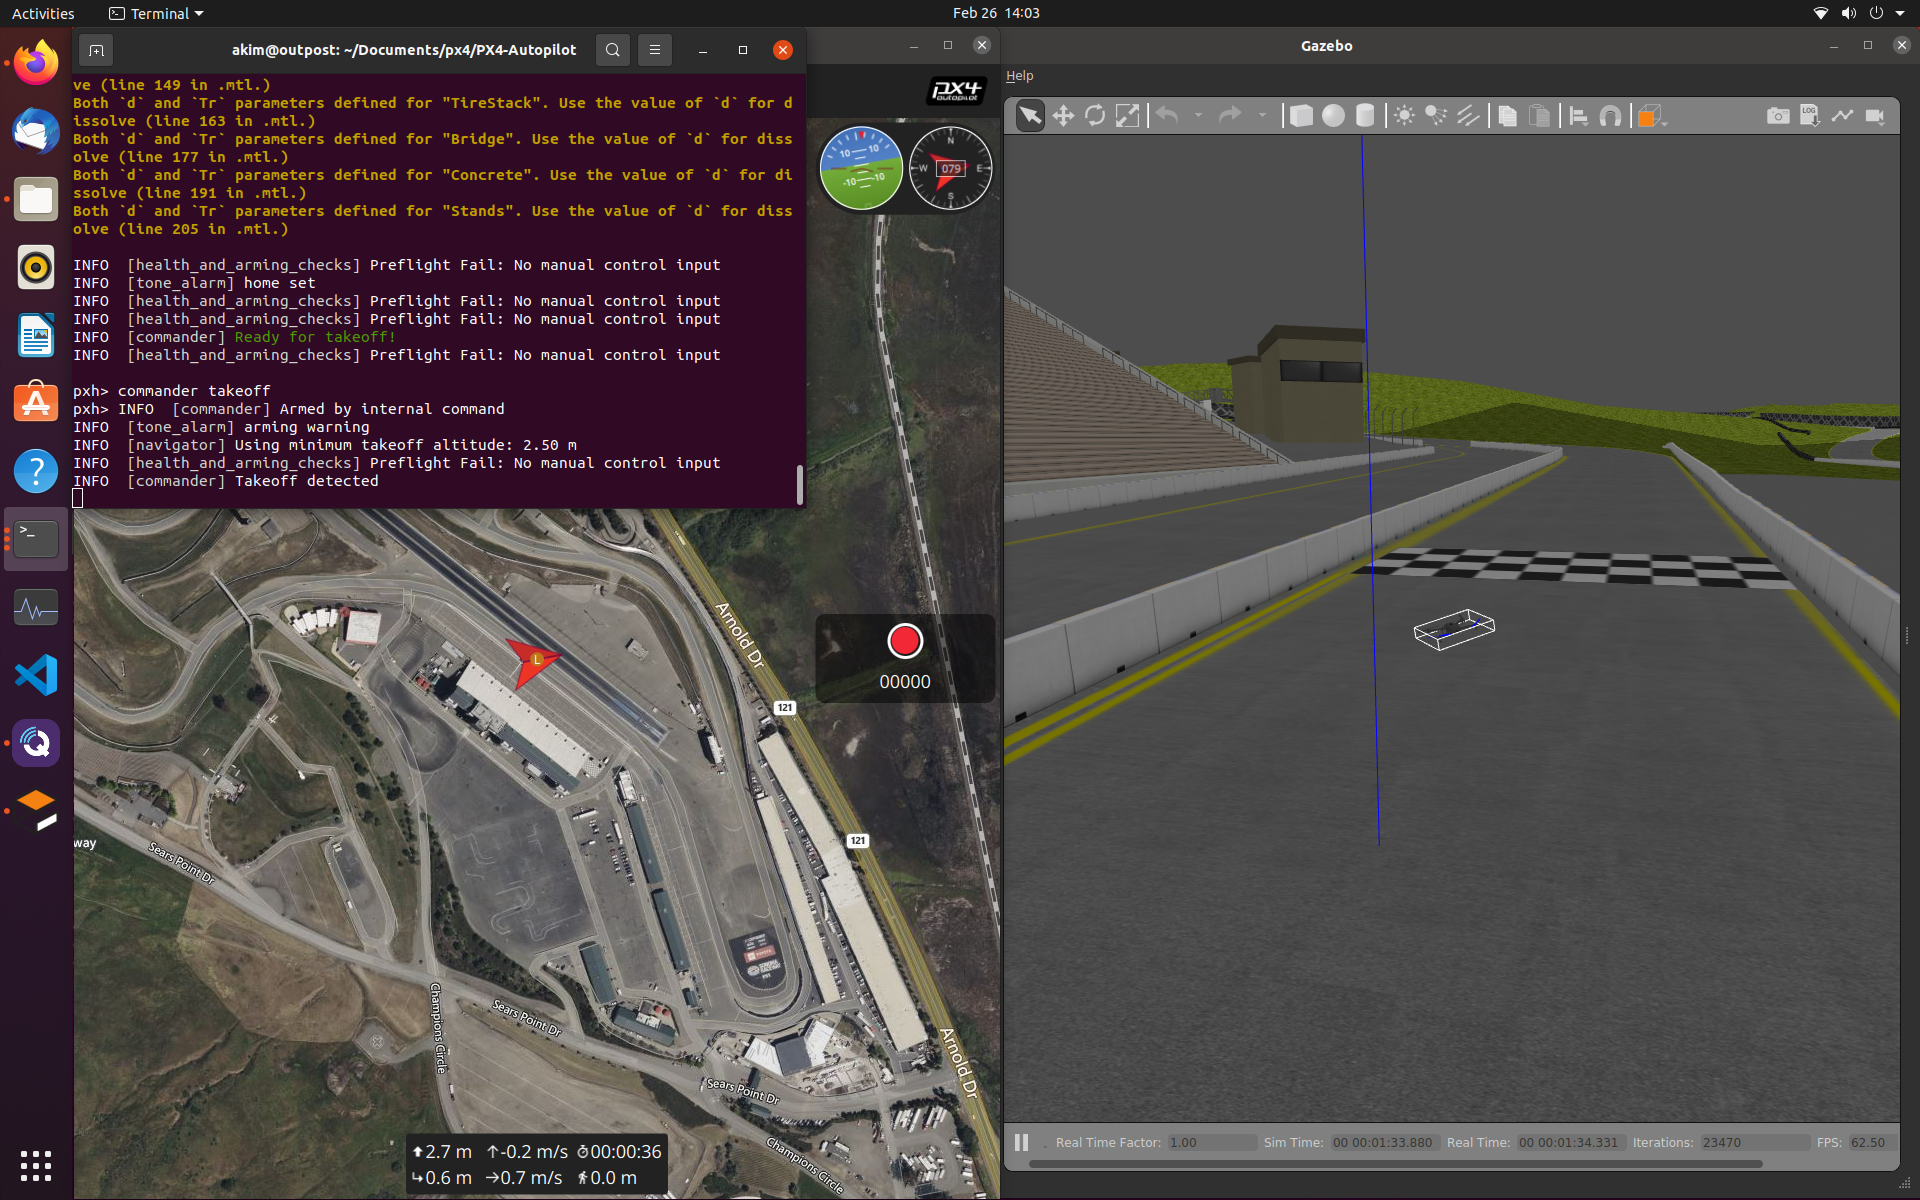 Activities
Terminal
Feb 26 14:03
akim@outpost: ~/Documents/px4/PX4-Autopilot
ve (line 149 in .mtl.)
Both `d` and `Tr` parameters defined for "TireStack". Use the value of `d` for d
issolve (line 163 in .mtl.)
Both `d` and `Tr` parameters defined for "Bridge". Use the value of `d` for diss
olve (line 177 in .mtl.)
Both `d` and `Tr` parameters defined for "Concrete". Use the value of `d` for di
ssolve (line 191 in .mtl.)
Both `d` and `Tr` parameters defined for "Stands". Use the value of `d` for diss
olve (line 205 in .mtl.)
INFO [health_and_arming_checks] Preflight Fail: No manual control input
INFO [tone_alarm] home set
INFO [health_and_arming_checks] Preflight Fail: No manual control input
INFO [health_and_arming_checks] Preflight Fail: No manual control input
INFO [commander] Ready for takeoff!
INFO [health_and_arming_checks] Preflight Fail: No manual control input
pxh> commander takeoff
pxh> INFO [commander] Armed by internal command
INFO [tone_alarm] arming warning
INFO [navigator] Using minimum takeoff altitude: 2.50 m
INFO [health_and_arming_checks] Preflight Fail: No manual control input
INFO [commander] Takeoff detected
px4
autopilot
10 10
-10 -10
N
W 079 E
S
Arnold Dr
L
00000
121
121
way
Sears Point Dr
Champions Circle
Sears Point Dr
Sears Point Dr
Arnold Dr
Champions Circle
2.7 m -0.2 m/s 00:00:36
0.6 m 0.7 m/s 0.0 m
Gazebo
Help
LOG
Real Time Factor: 1.00 Sim Time: 00 00:01:33.880 Real Time: 00 00:01:34.331 Iterations: 23470 FPS: 62.50